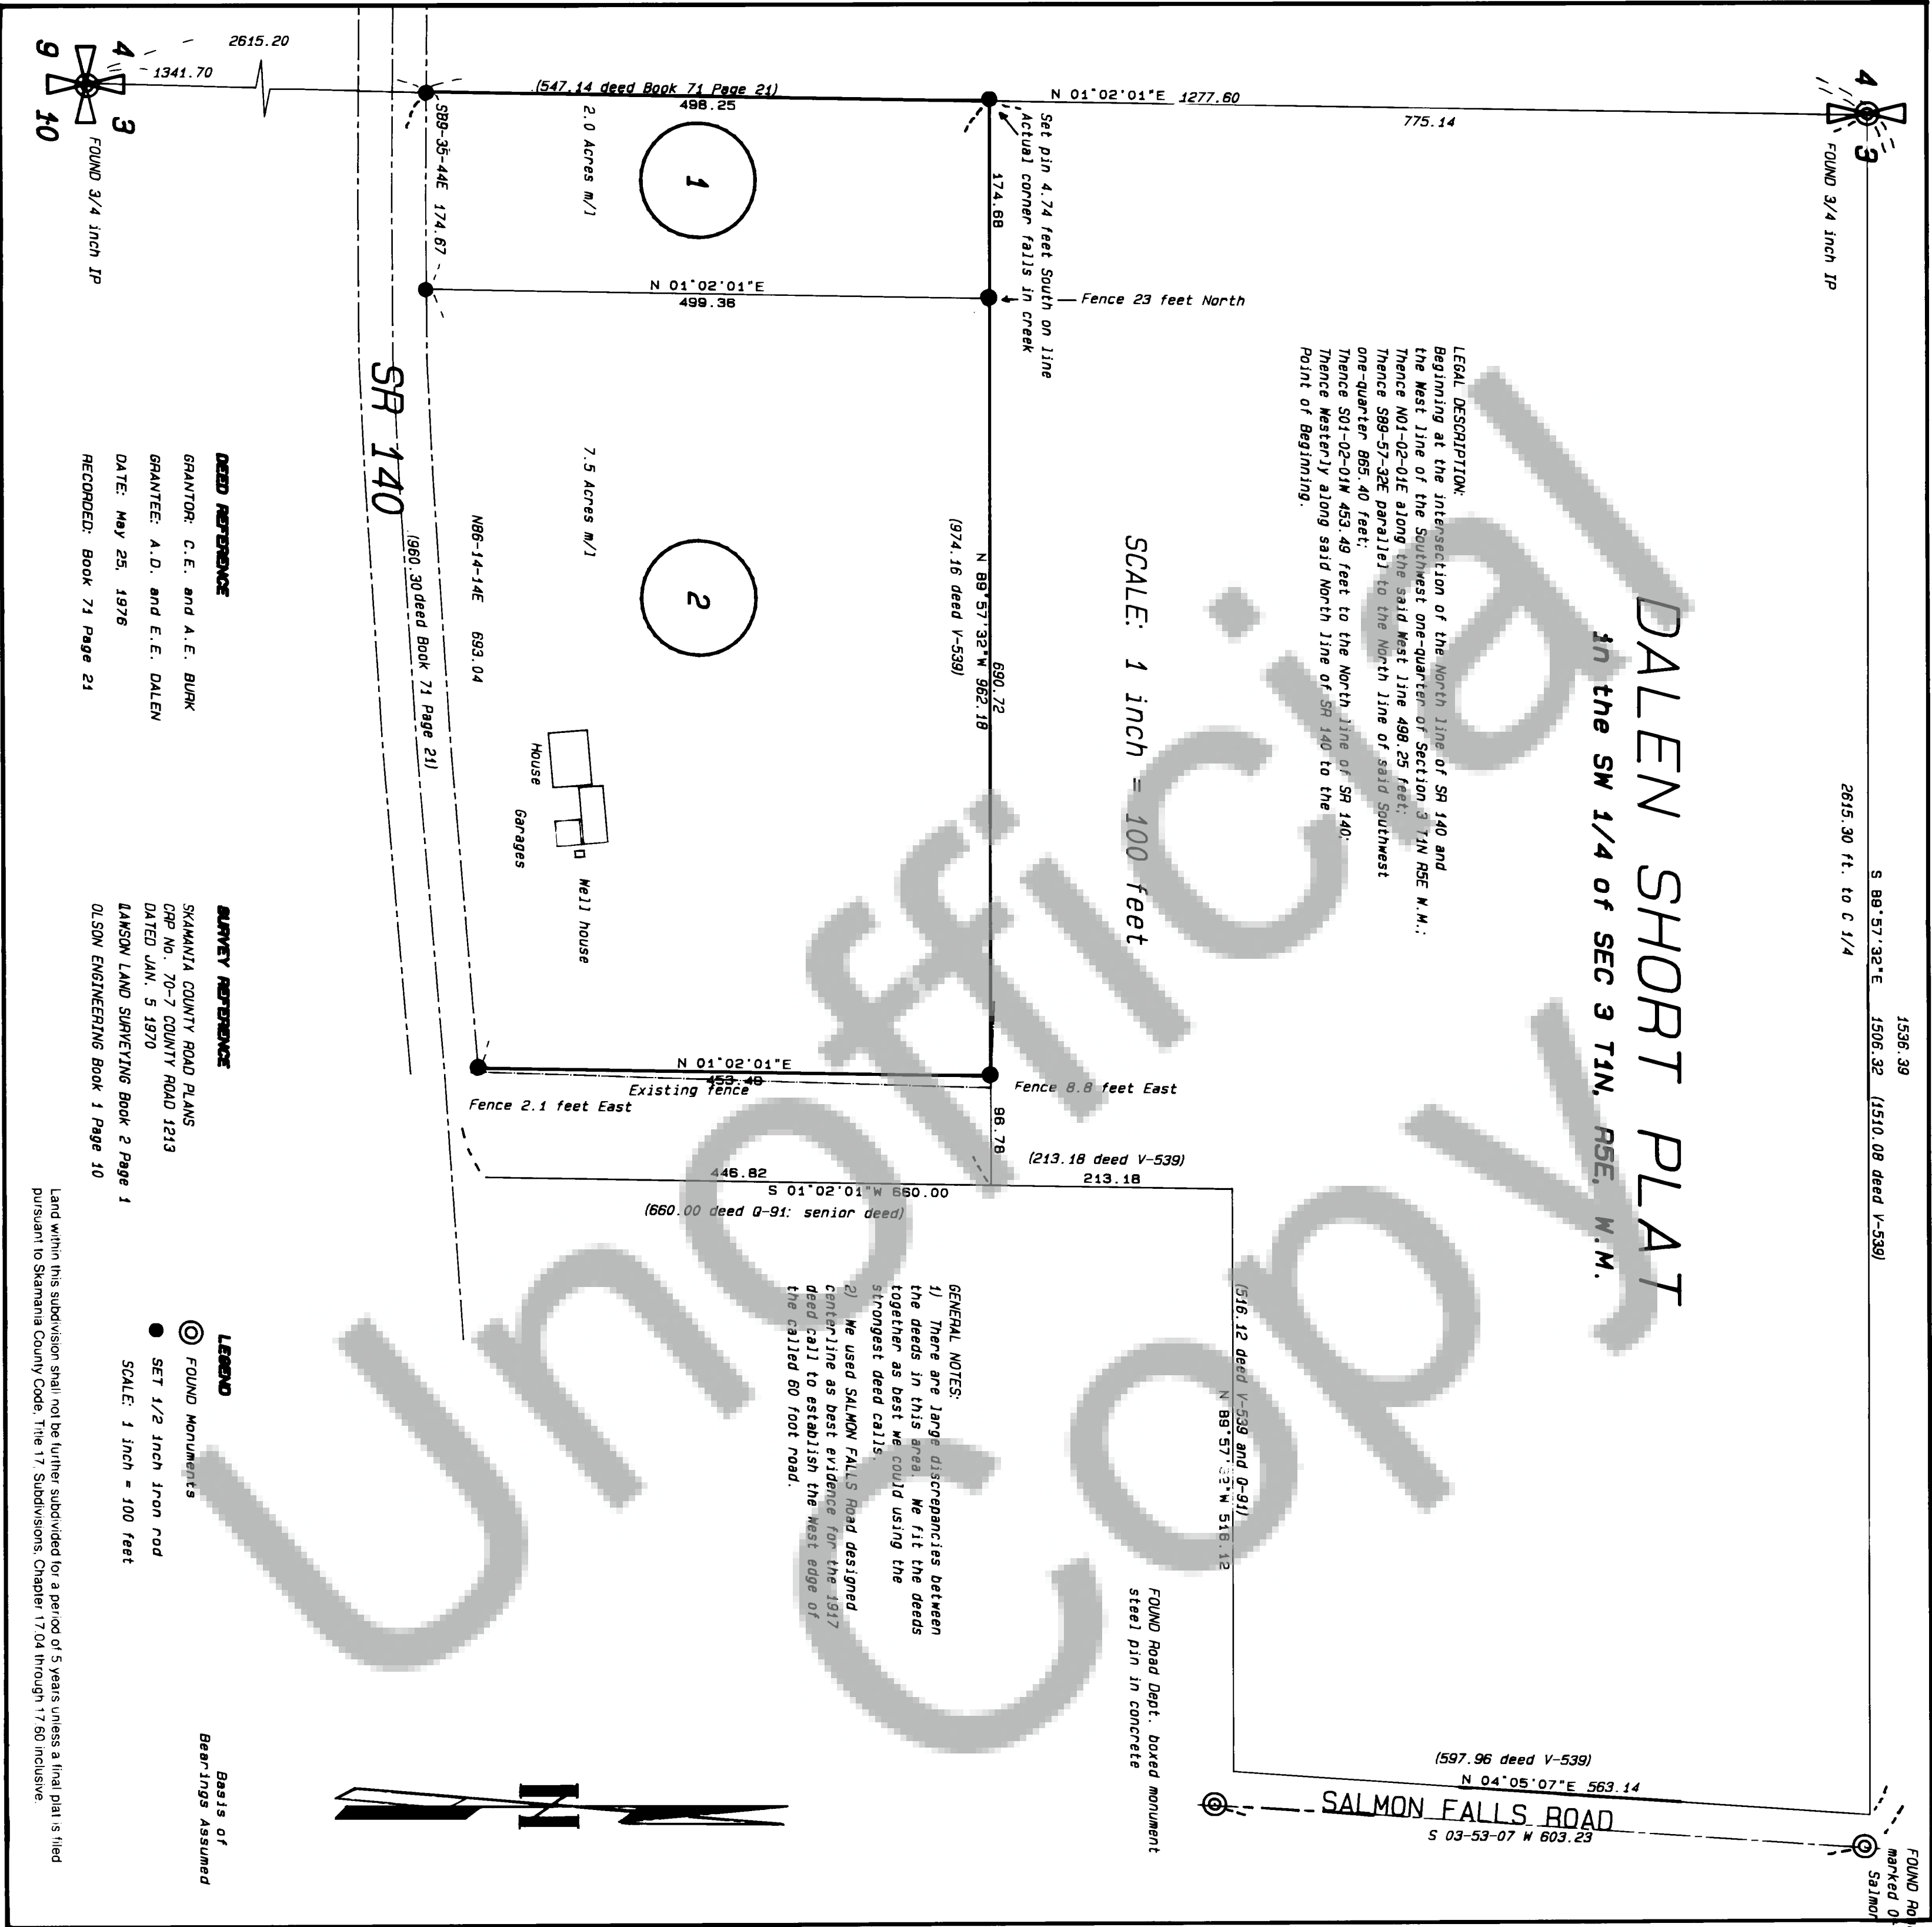 DALEN SHORT PLAT
in the SW 1/4 of SEC 3 T1N, R5E, W.M.
SCALE: 1 inch = 100 feet
S 89°57'32"E 1506.32 (1510.08 deed V-539)
1536.39
2615.30 ft. to C 1/4
4
3
FOUND 3/4 inch IP
LEGAL DESCRIPTION:
Beginning at the intersection of the North line of SR 140 and
the West line of the Southwest one-quarter of Section 3 T1N R5E W.M.;
Thence N01-02-01E along the said West line 498.25 feet;
Thence S89-57-32E parallel to the North line of said Southwest
one-quarter 865.40 feet;
Thence S01-02-01W 453.49 feet to the North line of SR 140;
Thence Westerly along said North line of SR 140 to the
Point of Beginning.
N 01°02'01"E 1277.60
775.14
Set pin 4.74 feet South on line
Actual corner falls in creek
174.68
Fence 23 feet North
(547.14 deed Book 71 Page 21)
498.25
2.0 Acres m/l
1
S89-35-44E 174.67
N 01°02'01"E
499.36
690.72
N 89°57'32"W 962.18
(974.16 deed V-539)
7.5 Acres m/l
2
N86-14-14E 693.04
(960.30 deed Book 71 Page 21)
SR 140
House
Garages
Well house
N 01°02'01"E
453.49
Existing fence
Fence 2.1 feet East
Fence 8.8 feet East
96.78
(213.18 deed V-539)
213.18
446.82
S 01°02'01"W 660.00
(660.00 deed Q-91; senior deed)
(516.12 deed V-539 and Q-91)
N 89°57'32"W 516.12
(597.96 deed V-539)
N 04°05'07"E 563.14
SALMON FALLS ROAD
S 03-53-07 W 603.23
FOUND Road Dept. boxed monument
steel pin in concrete
FOUND Ro
marked
Salmo
GENERAL NOTES:
1) There are large discrepancies between
the deeds in this area. We fit the deeds
together as best we could using the
strongest deed calls.
2) We used SALMON FALLS Road designed
centerline as best evidence for the 1917
deed call to establish the West edge of
the called 60 foot road.
2615.20
1341.70
4
3
9
10
FOUND 3/4 inch IP
DEED REFERENCE
GRANTOR: C.E. and A.E. BURK
GRANTEE: A.D. and E.E. DALEN
DATE: May 25, 1976
RECORDED: Book 71 Page 21
SURVEY REFERENCE
SKAMANIA COUNTY ROAD PLANS
CRP No. 70-7 COUNTY ROAD 1213
DATED JAN. 5 1970
LAWSON LAND SURVEYING Book 2 Page 1
OLSON ENGINEERING Book 1 Page 10
LEGEND
FOUND Monuments
SET 1/2 inch iron rod
SCALE: 1 inch = 100 feet
N
Basis of
Bearings Assumed
Land within this subdivision shall not be further subdivided for a period of 5 years unless a final plat is filed
pursuant to Skamania County Code, Title 17, Subdivisions, Chapter 17.04 through 17.60 inclusive.
Unofficial
Copy